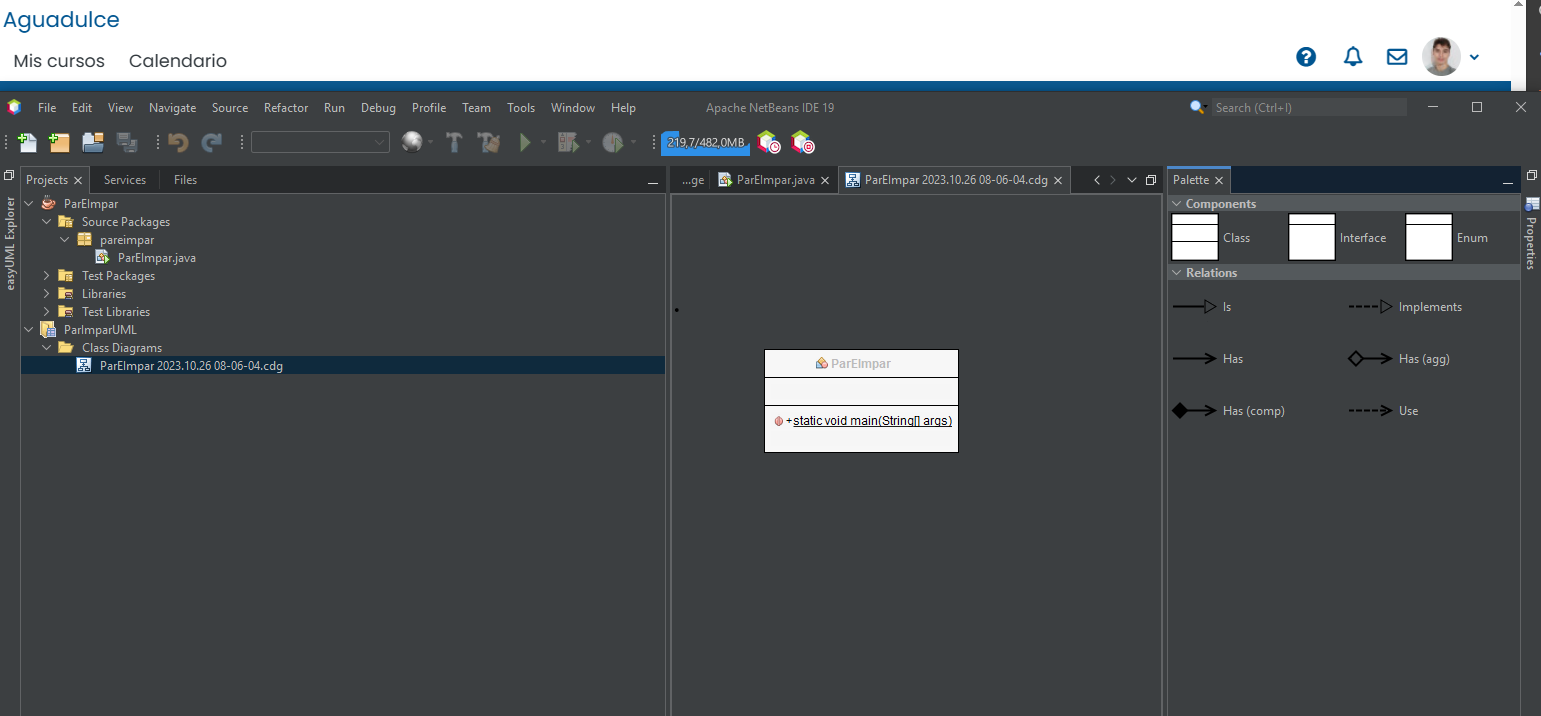 Aguadulce
Mis cursos Calendario
File Edit View Navigate Source Refactor Run Debug Profile Team Tools Window Help Apache NetBeans IDE 19 Search (Ctrl+I)
219,7/482,0MB
Projects Services Files
...ge ParEImpar.java ParEImpar 2023.10.26 08-06-04.cdg
Palette
easyUML Explorer
ParEImpar
Source Packages
pareimpar
ParEImpar.java
Test Packages
Libraries
Test Libraries
ParImparUML
Class Diagrams
ParEImpar 2023.10.26 08-06-04.cdg
ParEImpar
+static void main(String[] args)
Components
Class Interface Enum
Relations
Is Implements
Has Has (agg)
Has (comp) Use
Properties